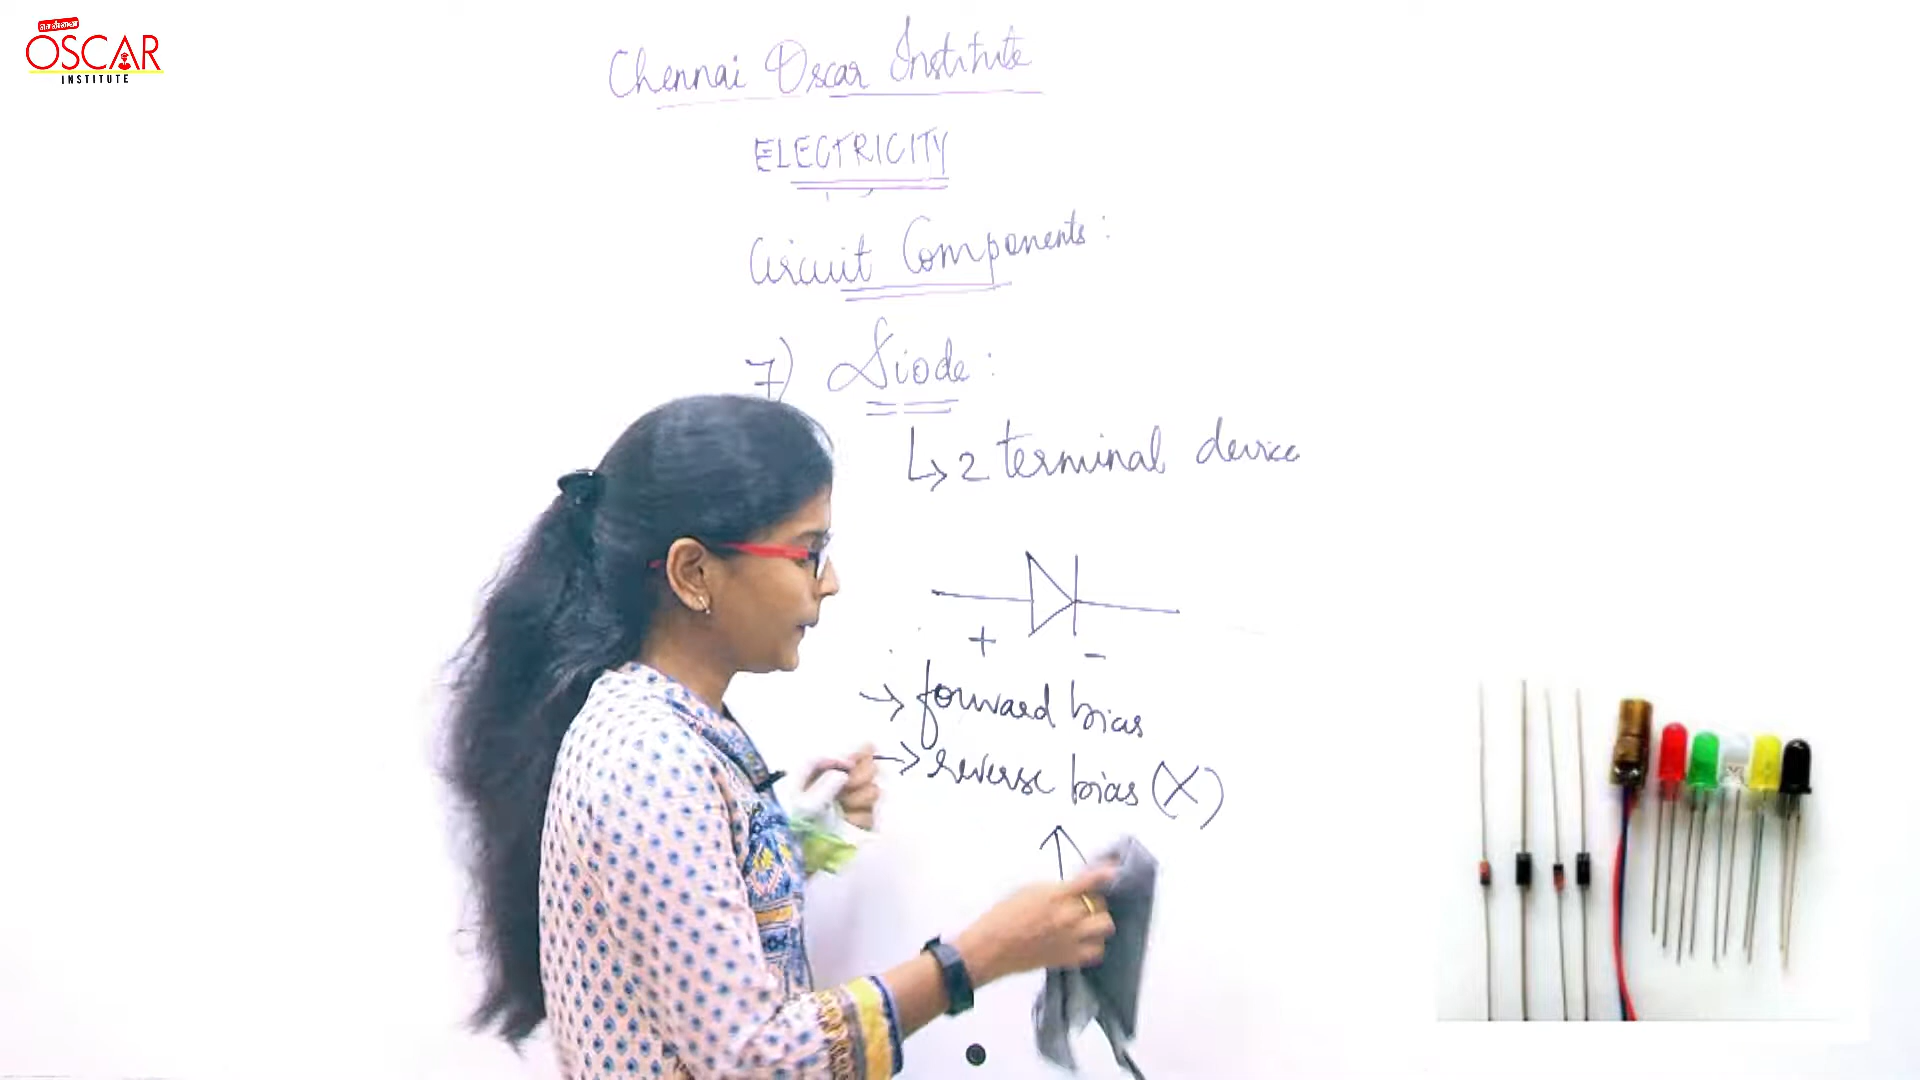 OSCAR
INSTITUTE
Chennai Oscar Institute
ELECTRICITY
Circuit Components:
7) Diode:
↳ 2 terminal device
+ -
→ forward bias
→ reverse bias (X)